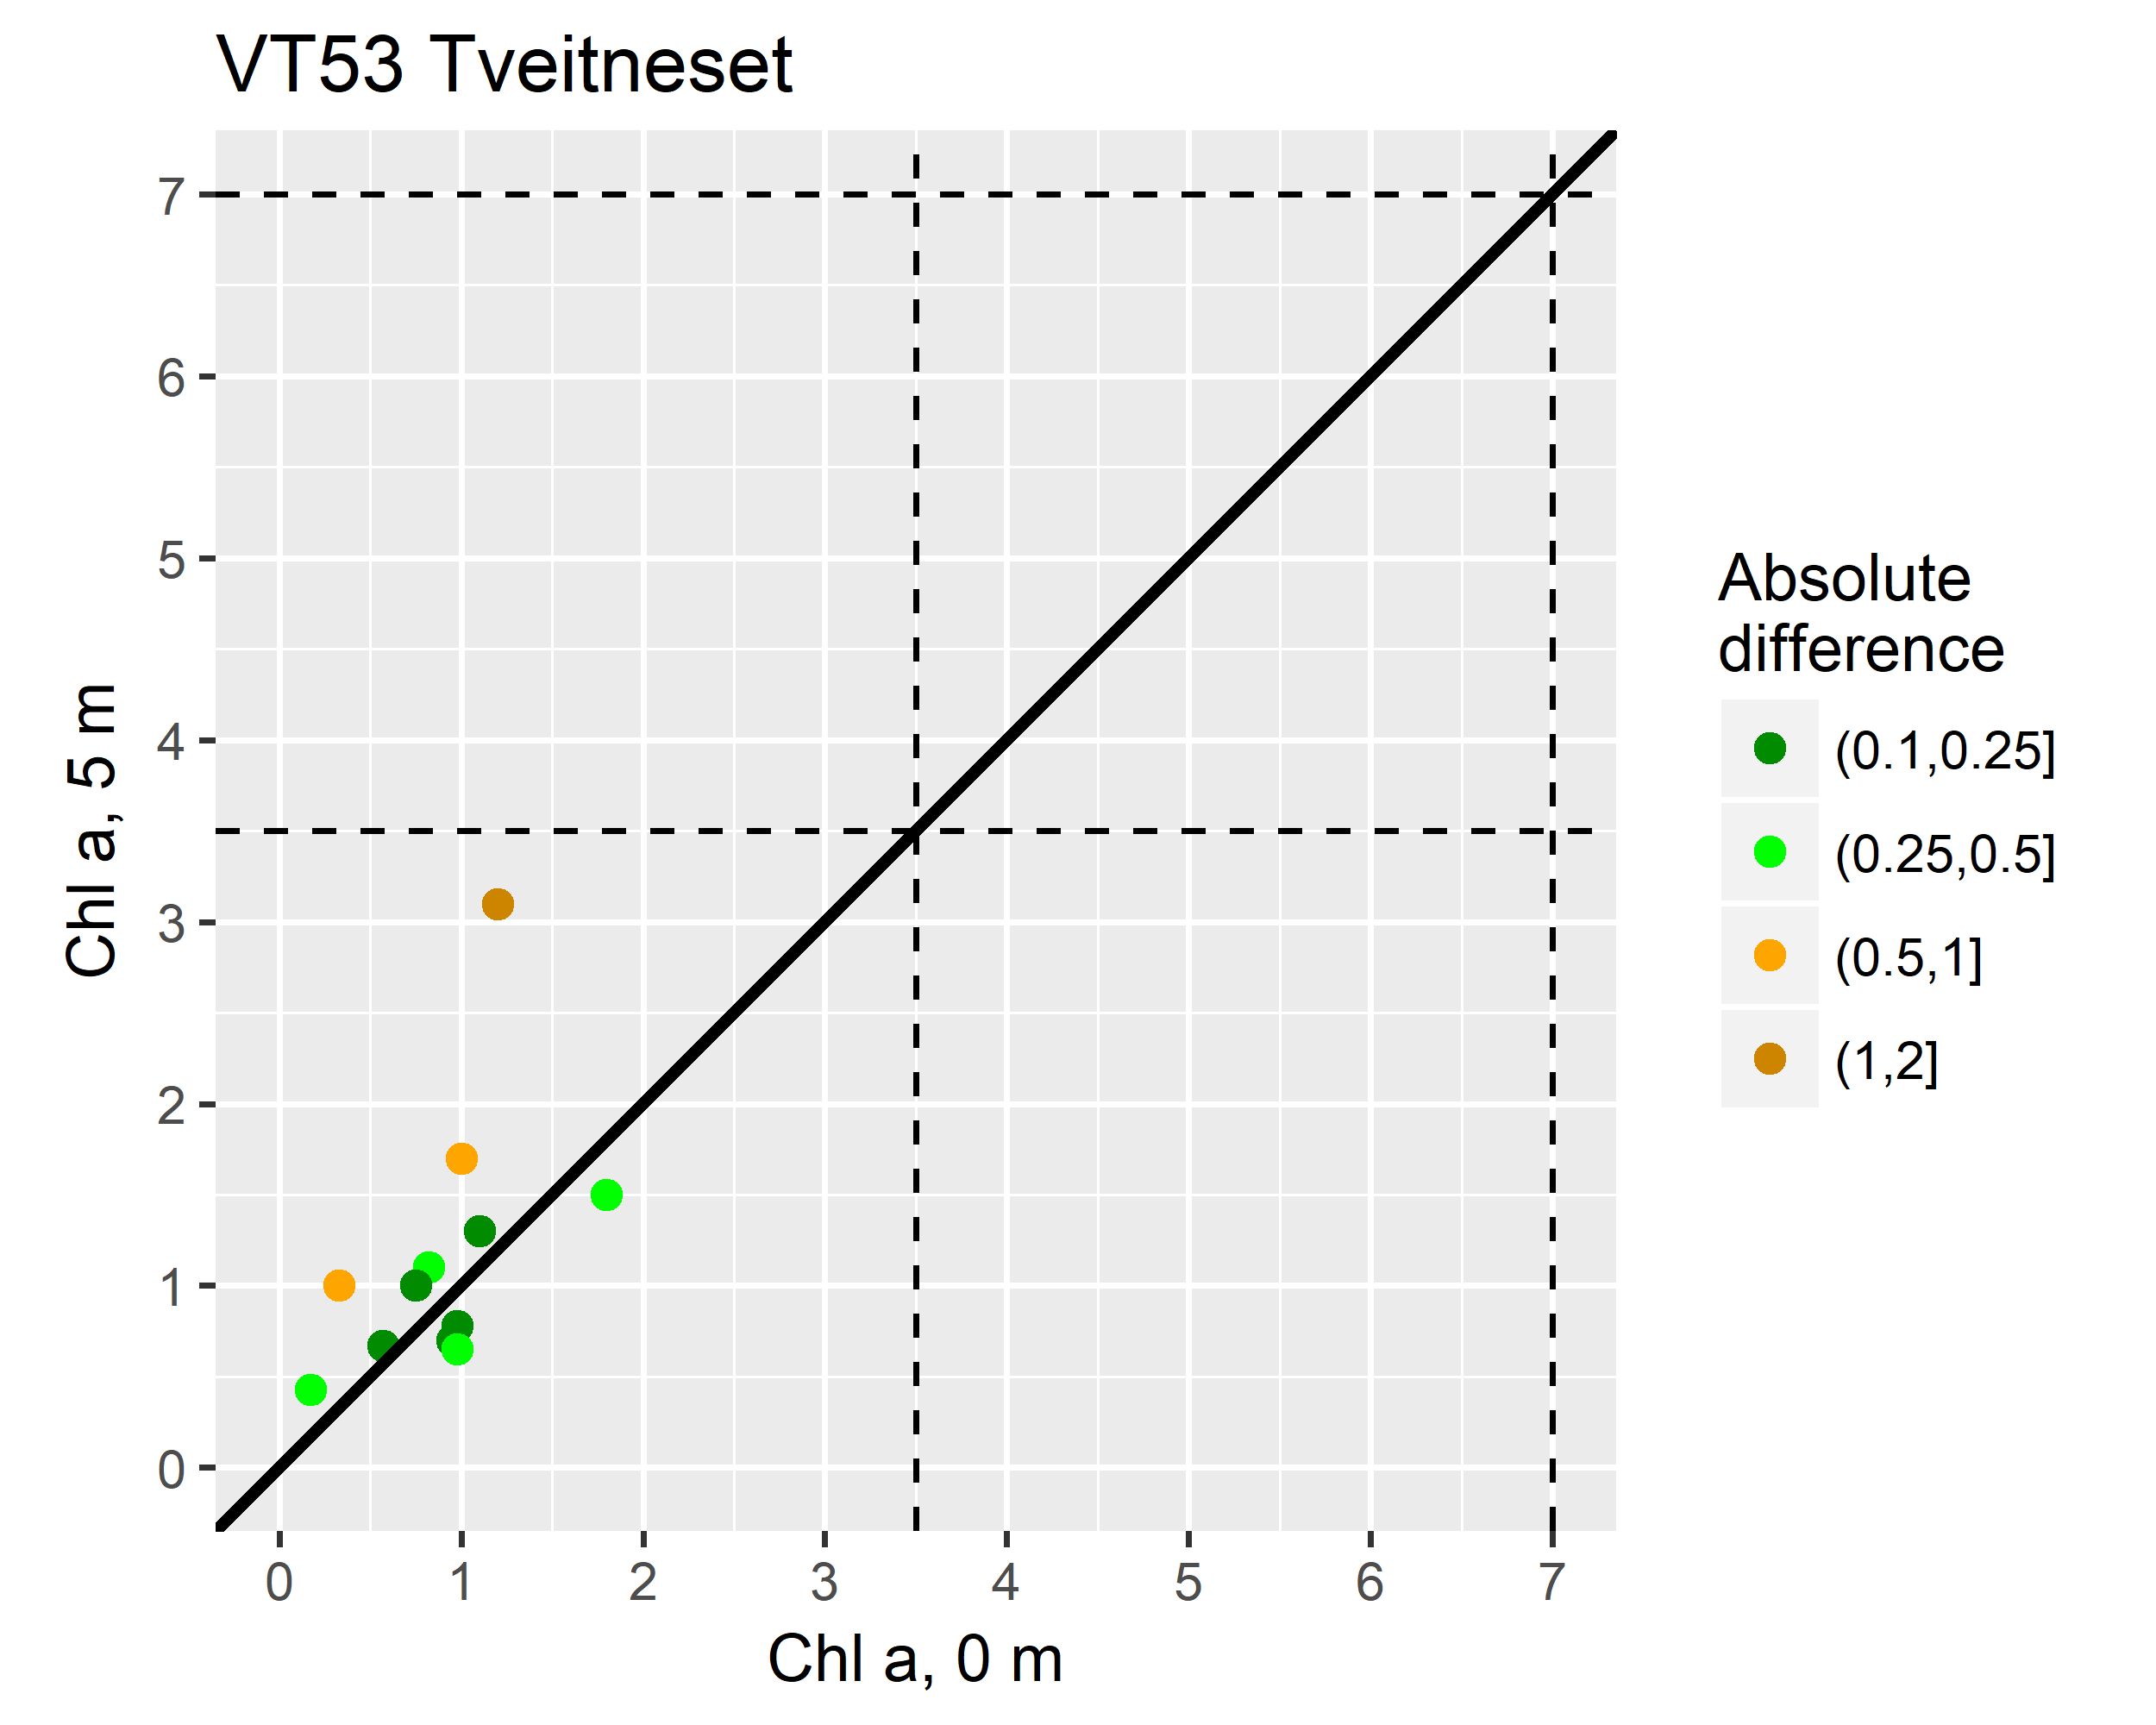 VT53 Tveitneset
7
6
5
4
3
2
1
0
Chl a, 5 m
0 1 2 3 4 5 6 7
Chl a, 0 m
Absolute
difference
(0.1,0.25]
(0.25,0.5]
(0.5,1]
(1,2]